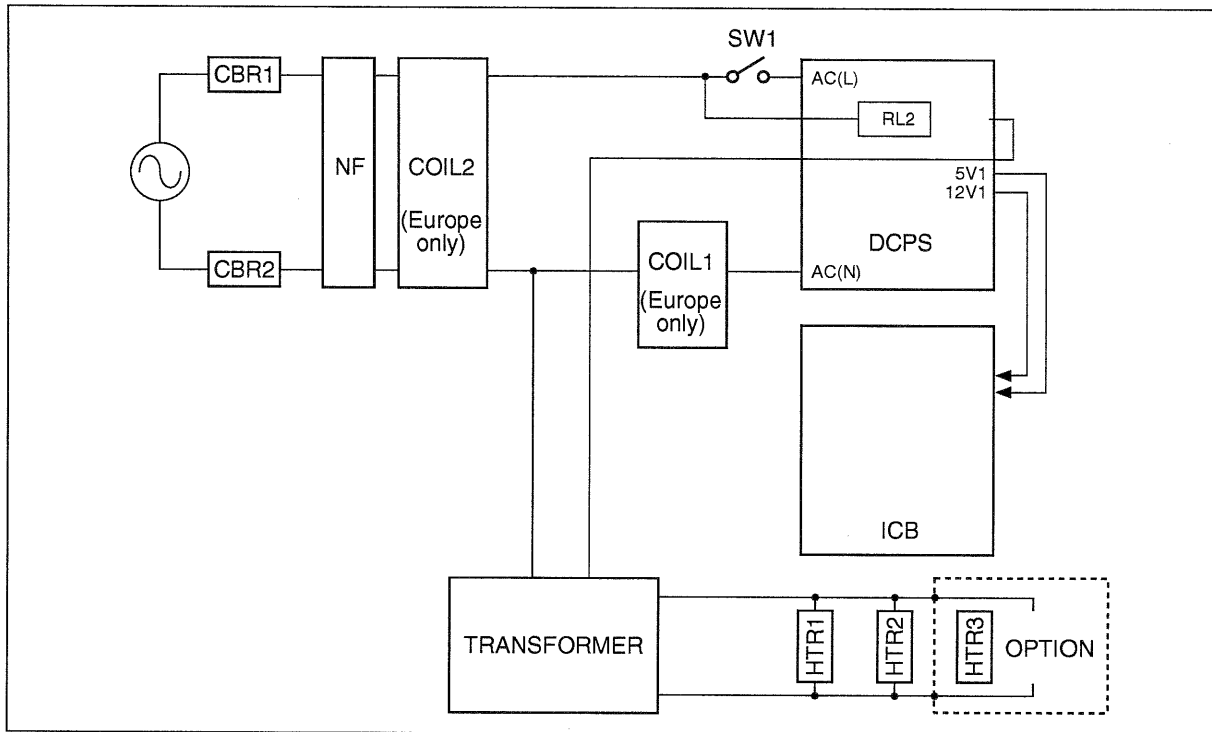 SW1
CBR1
AC(L)
RL2
NF
COIL2
(Europe
only)
5V1
12V1
DCPS
CBR2
COIL1
(Europe
only)
AC(N)
ICB
TRANSFORMER
HTR1
HTR2
HTR3
OPTION